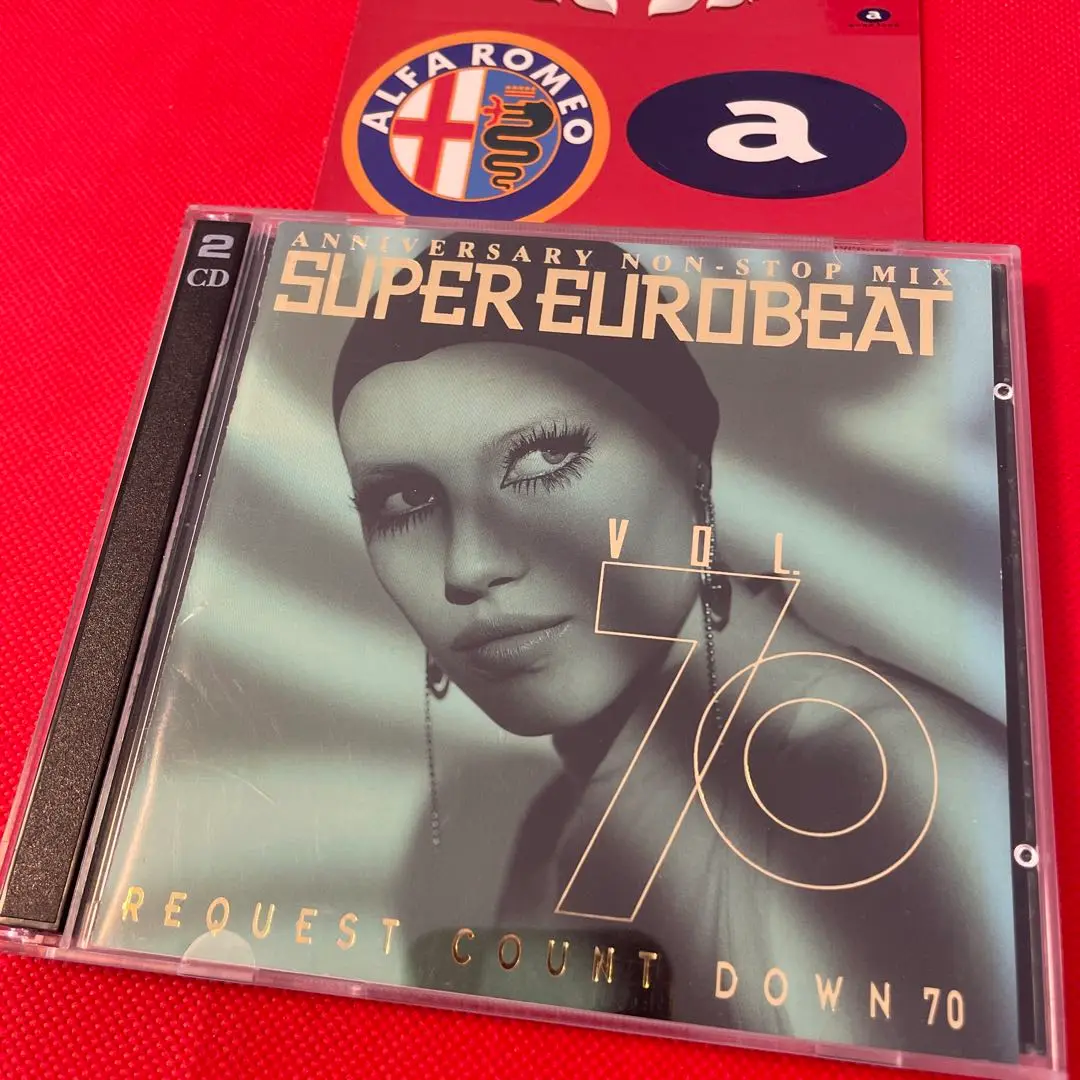 ALFA ROMEO
a
a
2
CD
ANNIVERSARY NON-STOP MIX
SUPER EUROBEAT
VOL.
70
REQUEST COUNT DOWN 70